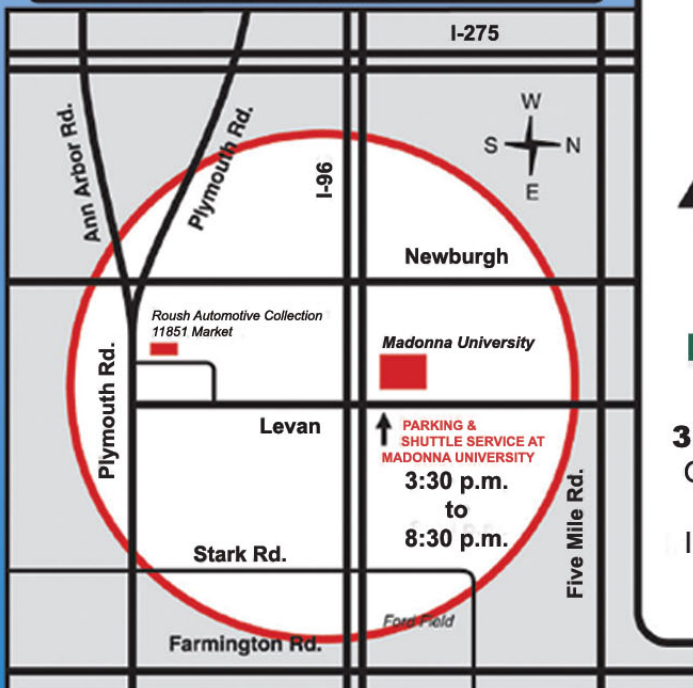 I-275
W
S N
E
Ann Arbor Rd.
Plymouth Rd.
I-96
Newburgh
Roush Automotive Collection
11851 Market
Madonna University
Plymouth Rd.
Levan
PARKING &
SHUTTLE SERVICE AT
MADONNA UNIVERSITY
3:30 p.m.
to
8:30 p.m.
Five Mile Rd.
Stark Rd.
Ford Field
Farmington Rd.
3